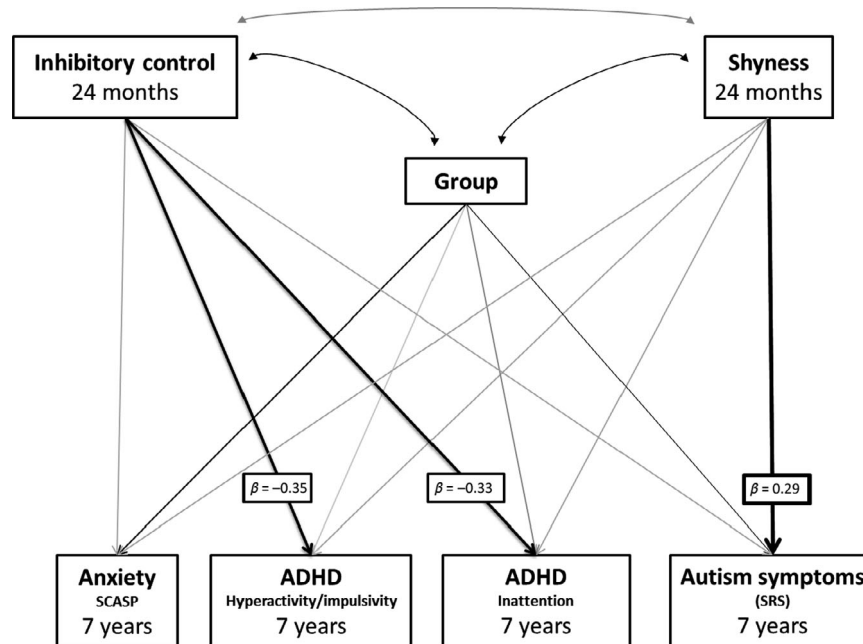 Inhibitory control
24 months
Shyness
24 months
Group
β = –0.35
β = –0.33
β = 0.29
Anxiety
SCASP
7 years
ADHD
Hyperactivity/impulsivity
7 years
ADHD
Inattention
7 years
Autism symptoms
(SRS)
7 years